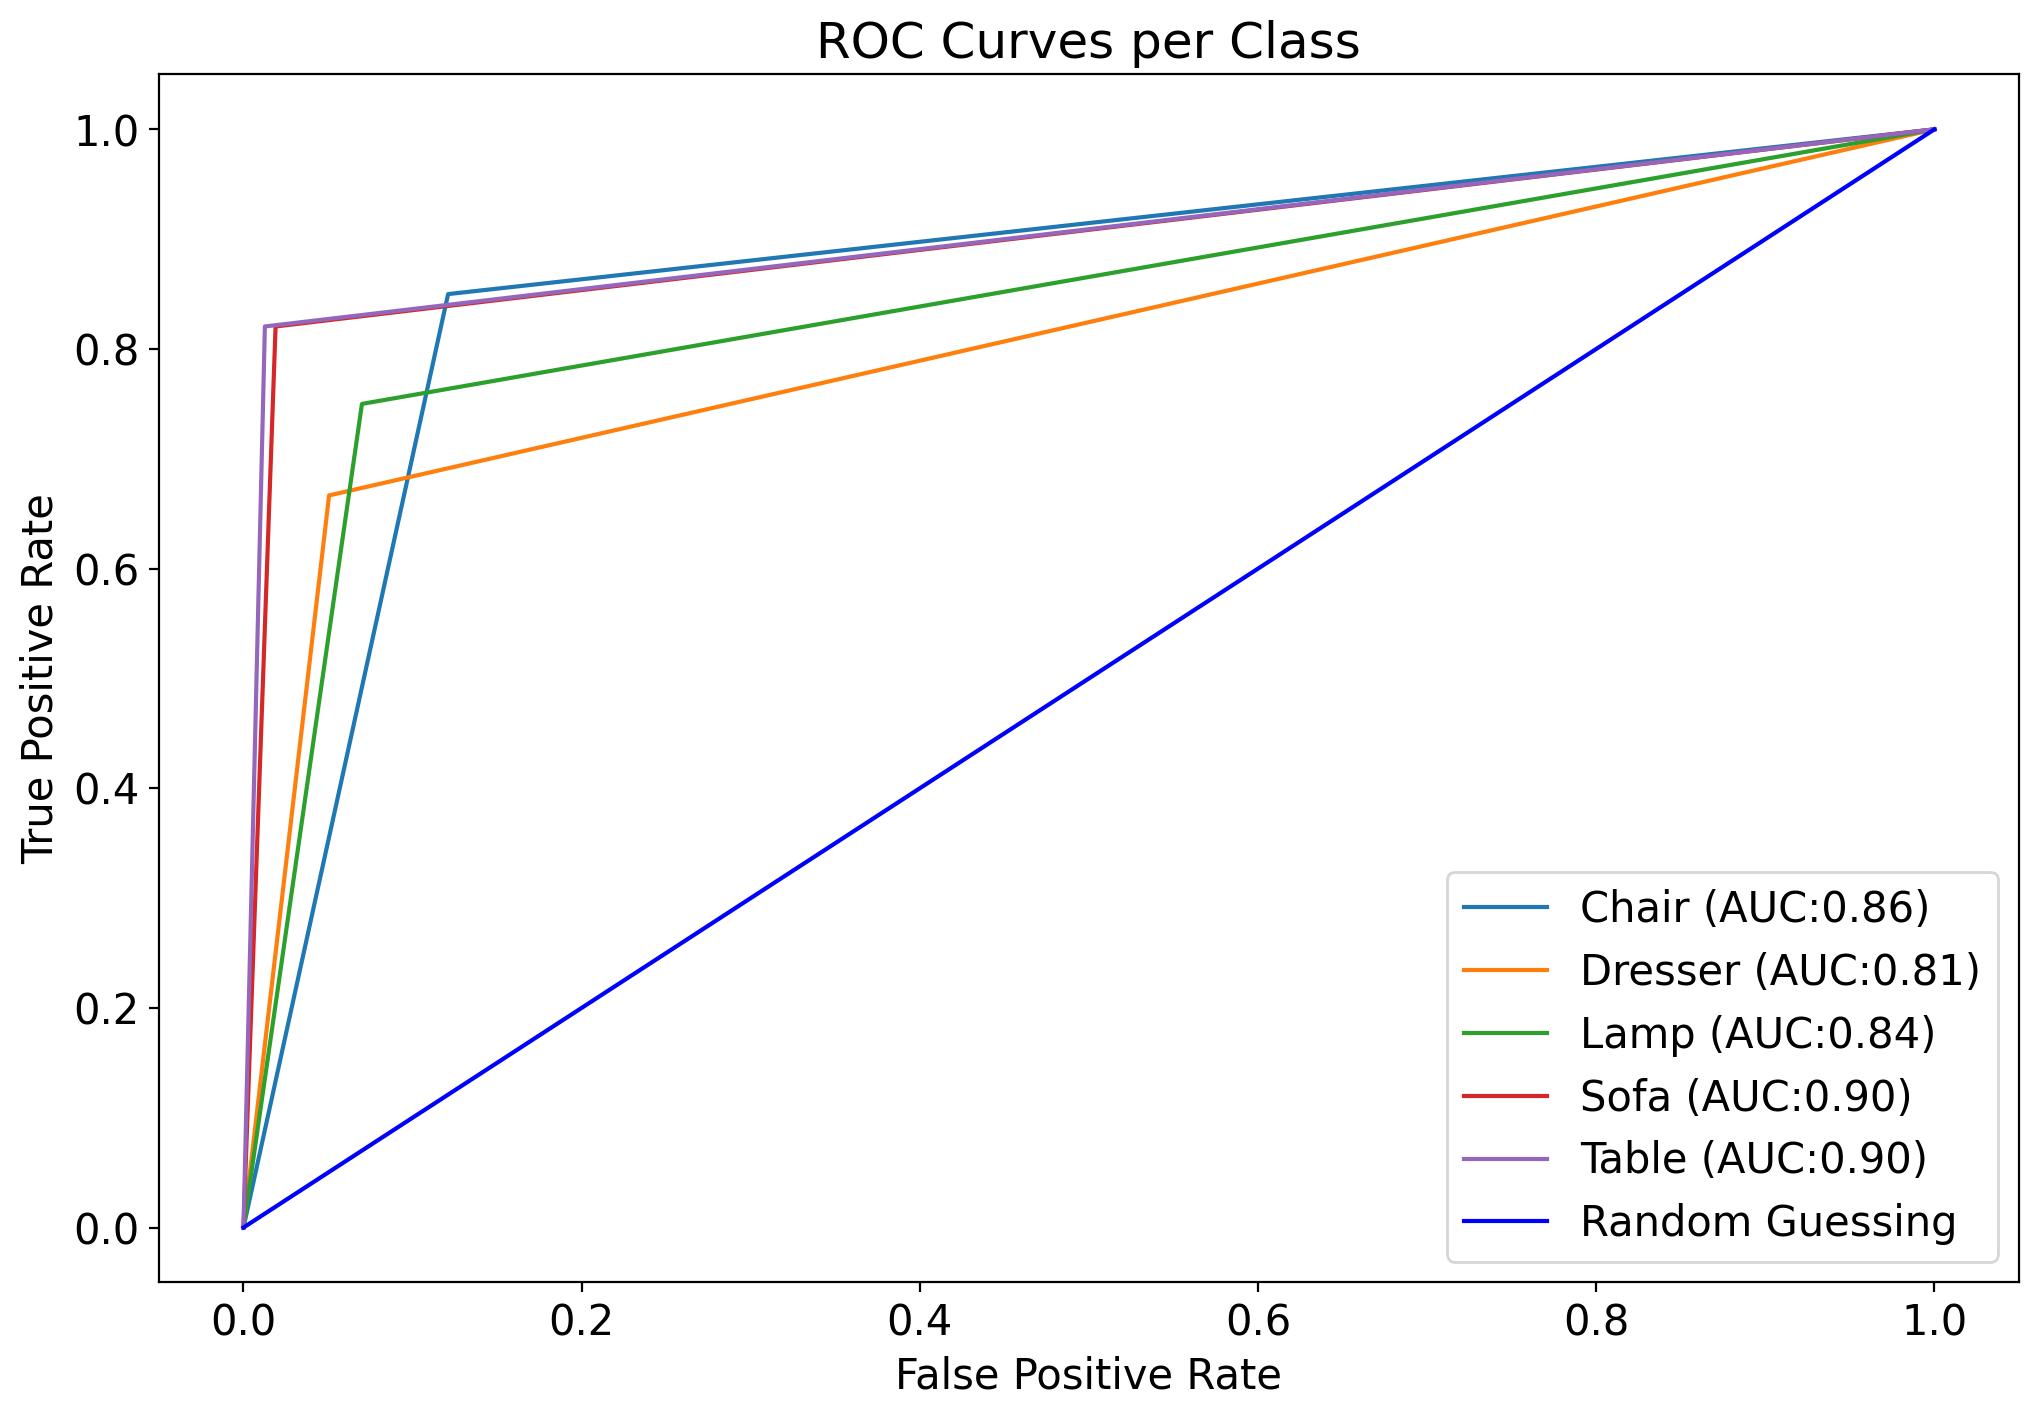 ROC Curves per Class
True Positive Rate
1.0
0.8
0.6
0.4
0.2
0.0
Chair (AUC:0.86)
Dresser (AUC:0.81)
Lamp (AUC:0.84)
Sofa (AUC:0.90)
Table (AUC:0.90)
Random Guessing
0.0 0.2 0.4 0.6 0.8 1.0
False Positive Rate